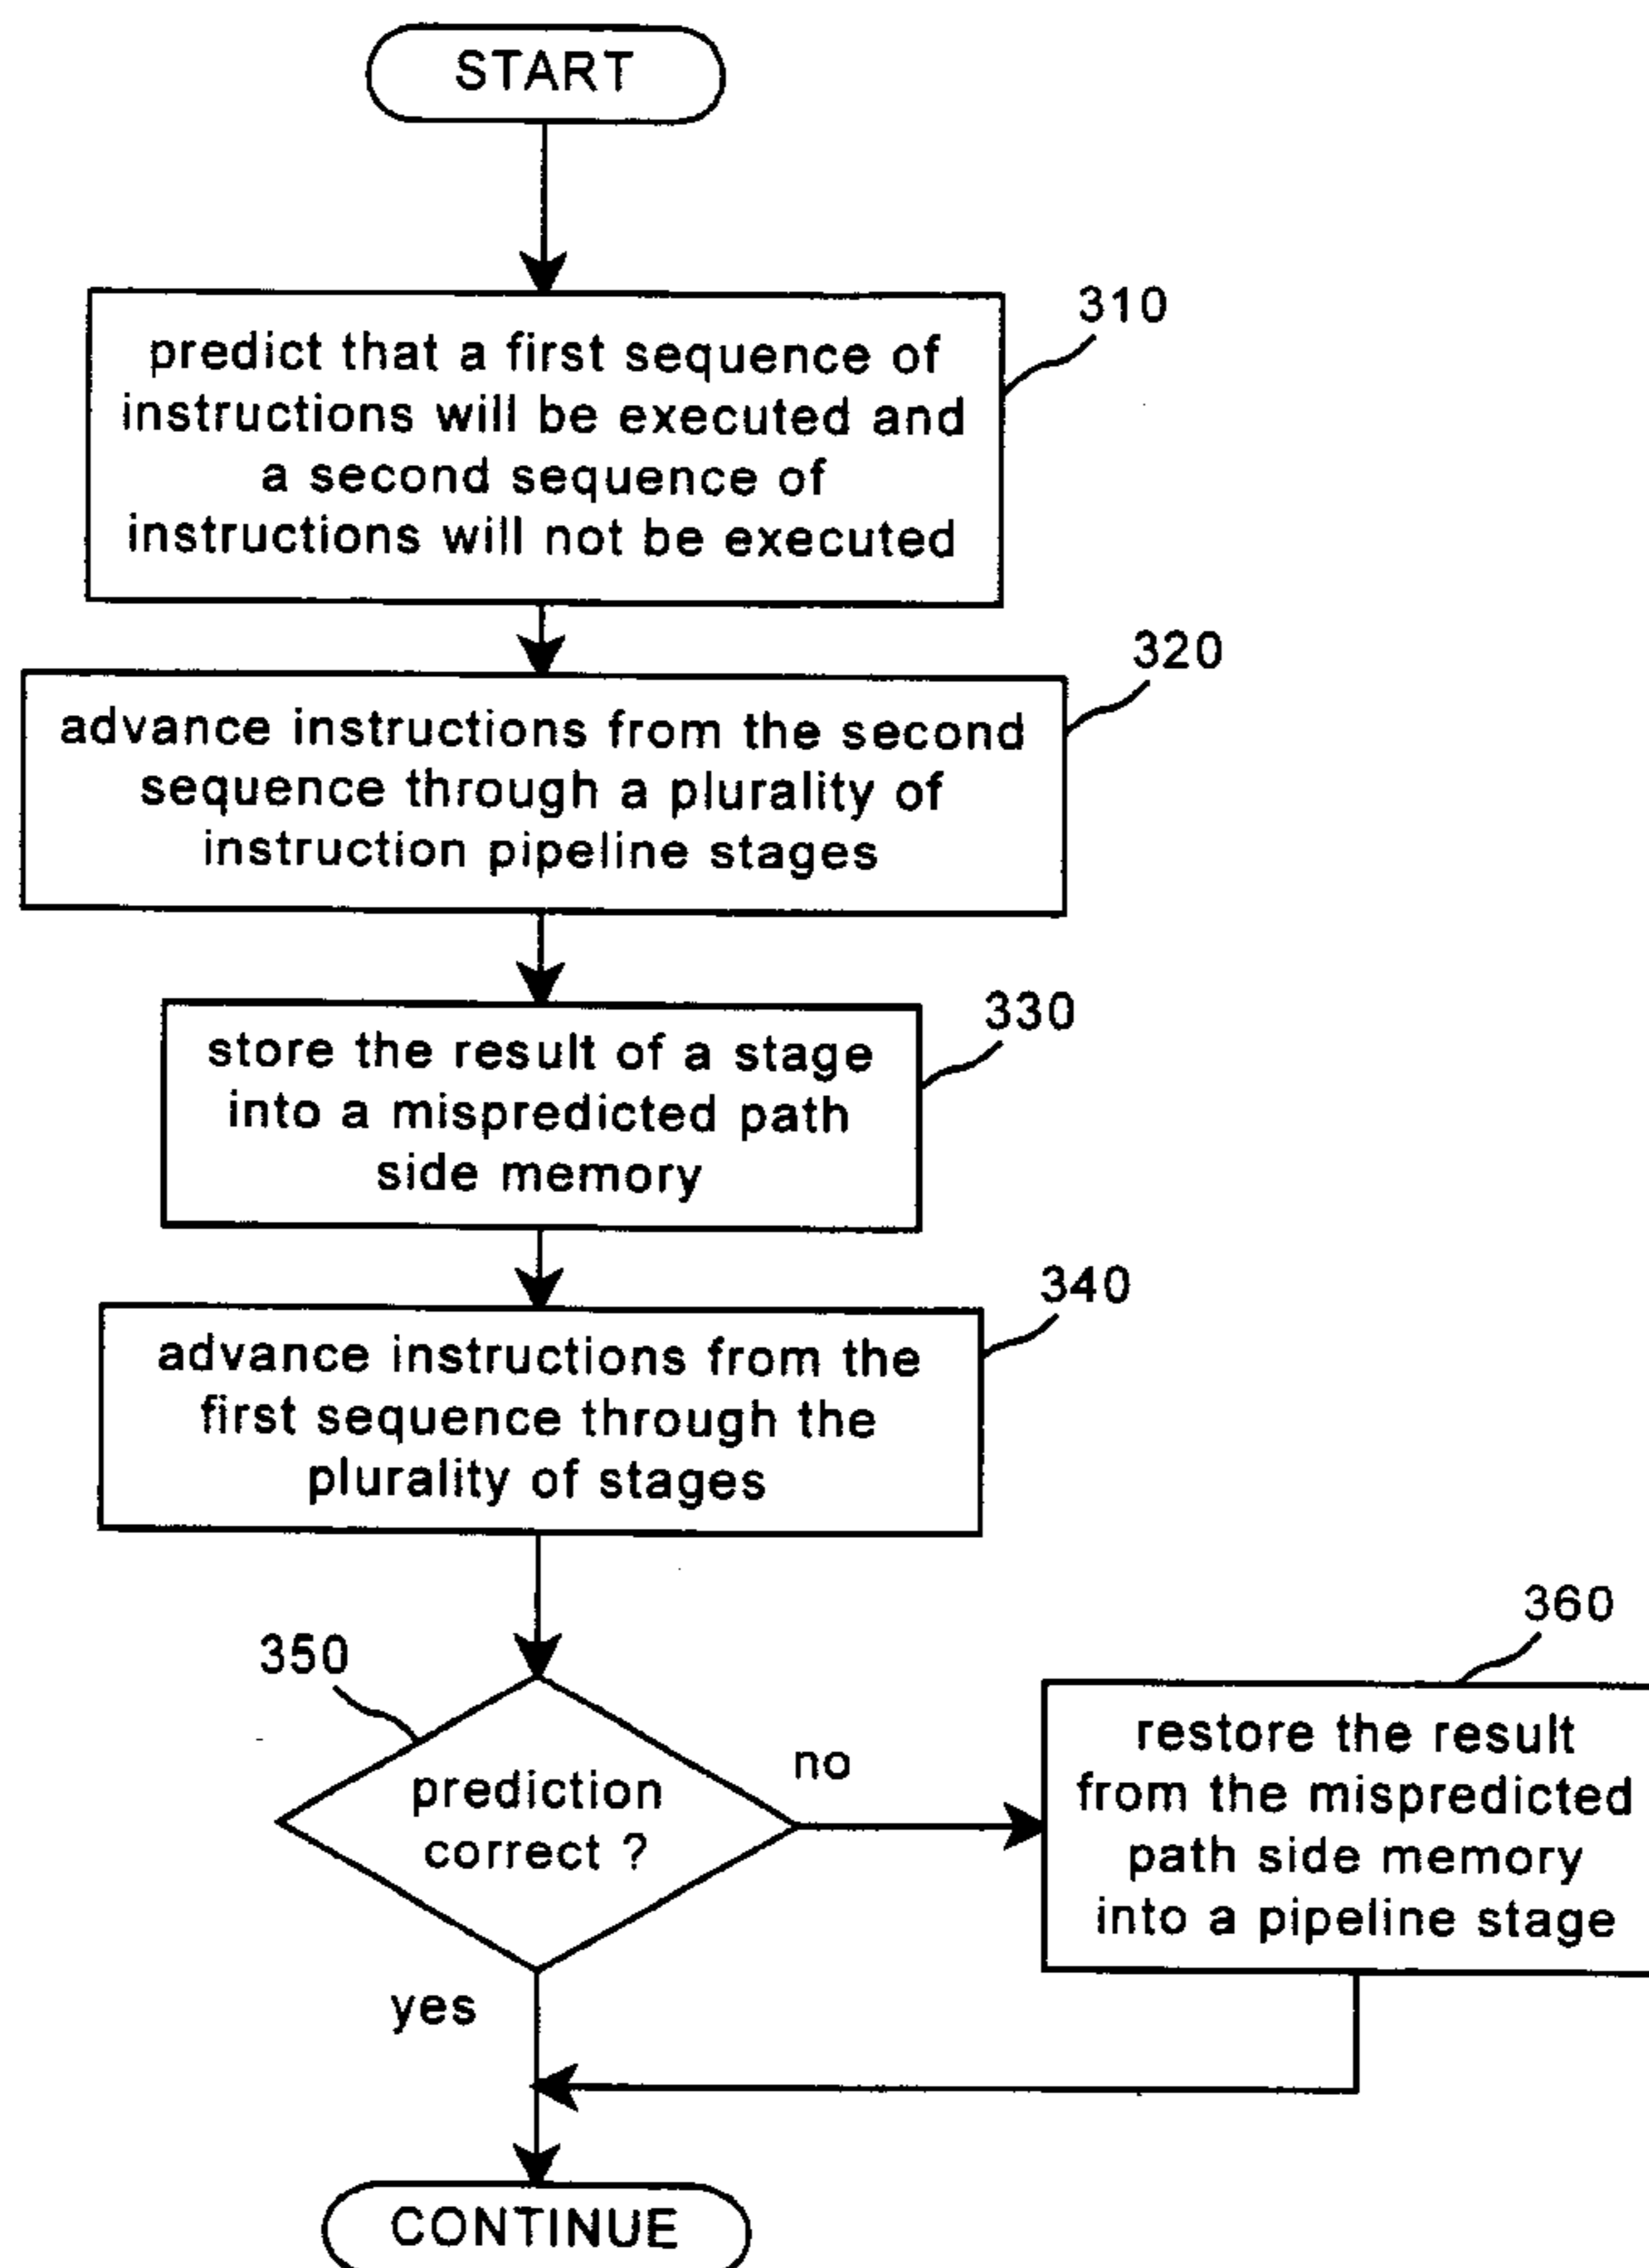 START
310
predict that a first sequence of
instructions will be executed and
a second sequence of
instructions will not be executed
320
advance instructions from the second
sequence through a plurality of
instruction pipeline stages
330
store the result of a stage
into a mispredicted path
side memory
340
advance instructions from the
first sequence through the
plurality of stages
350
prediction
correct ?
no
360
restore the result
from the mispredicted
path side memory
into a pipeline stage
yes
CONTINUE